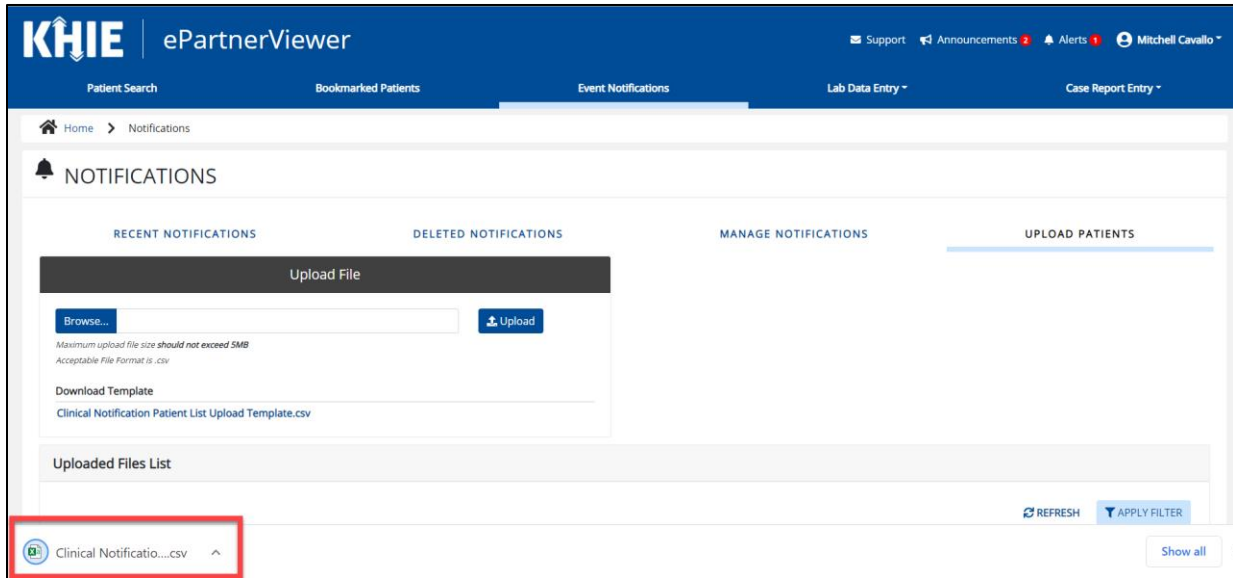 KHIE ePartnerViewer Support Announcements 2 Alerts 1 Mitchell Cavallo
Patient Search Bookmarked Patients Event Notifications Lab Data Entry Case Report Entry
Home > Notifications
NOTIFICATIONS
RECENT NOTIFICATIONS DELETED NOTIFICATIONS MANAGE NOTIFICATIONS UPLOAD PATIENTS
Upload File
Browse... Upload
Maximum upload file size should not exceed 5MB
Acceptable File Format is .csv
Download Template
Clinical Notification Patient List Upload Template.csv
Uploaded Files List
REFRESH APPLY FILTER
Clinical Notificatio....csv Show all